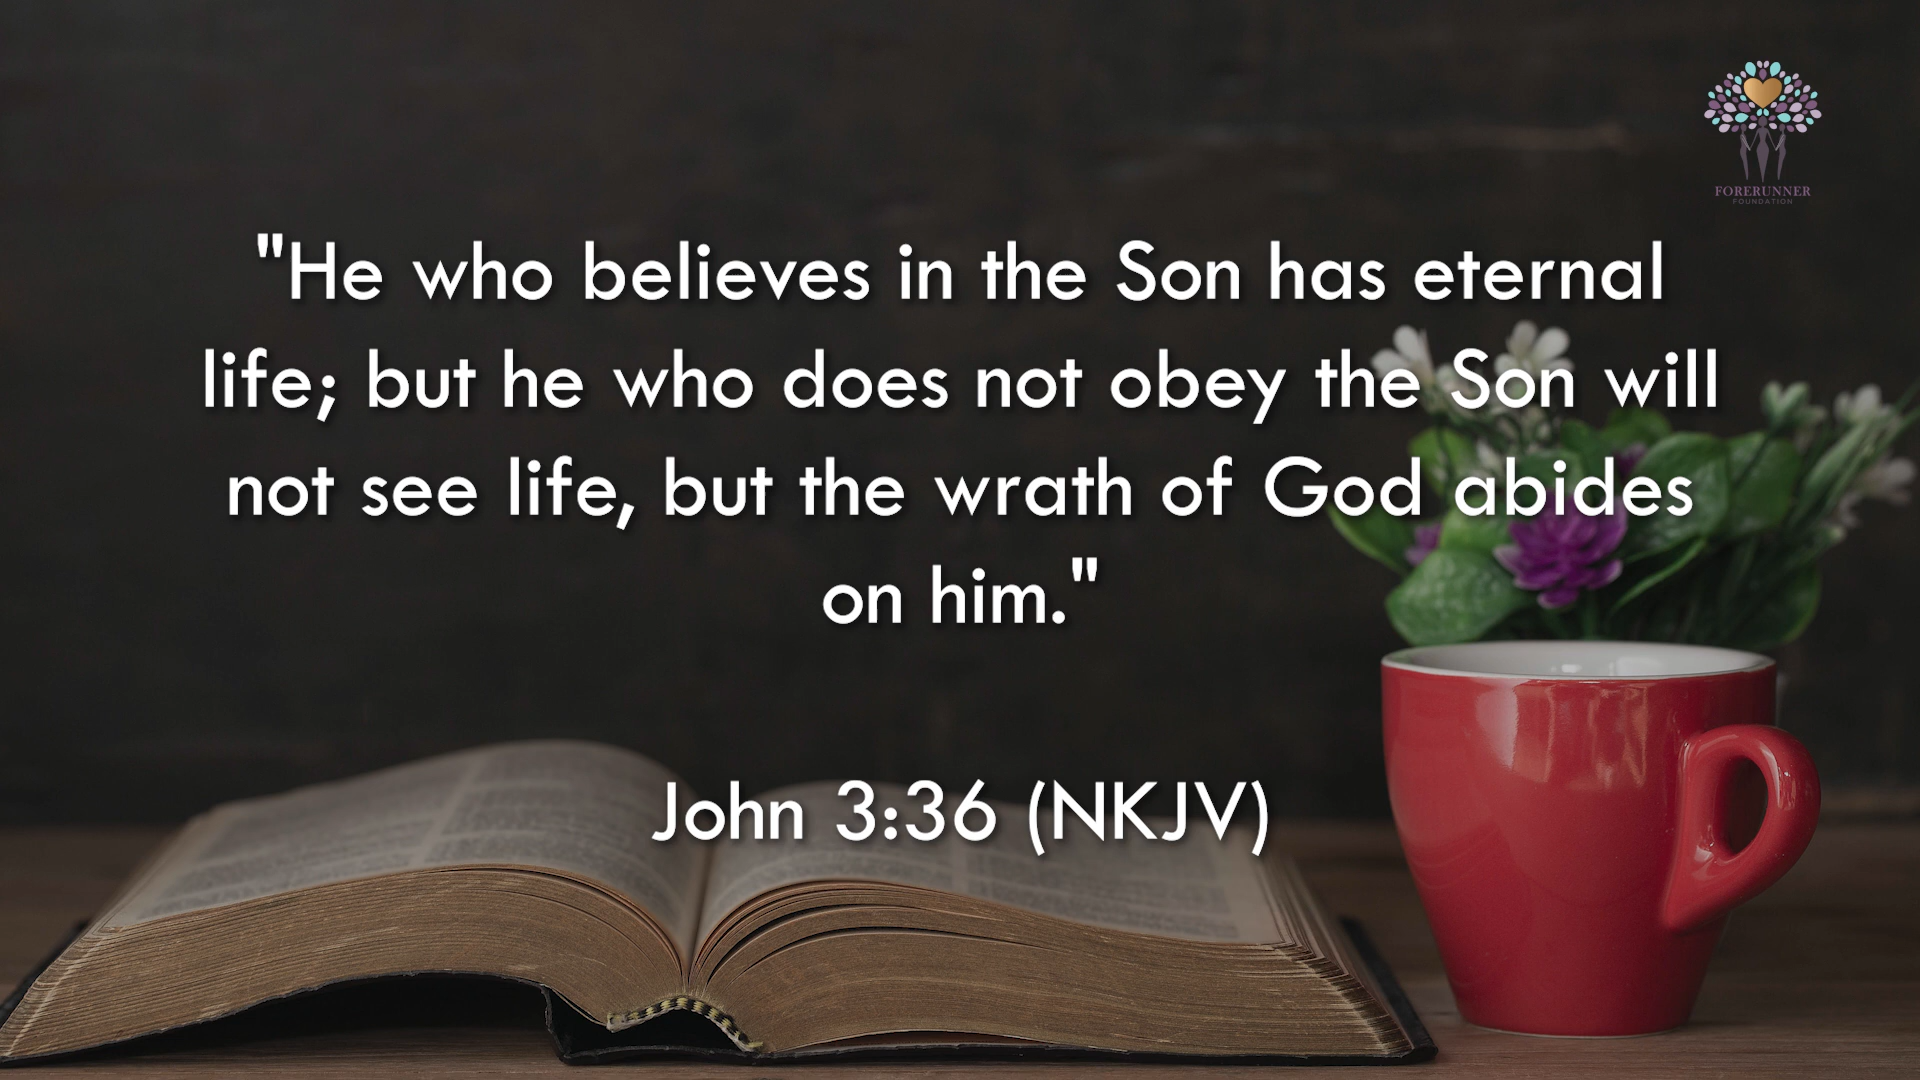 FORERUNNER
FOUNDATION
"He who believes in the Son has eternal
life; but he who does not obey the Son will
not see life, but the wrath of God abides
on him."
John 3:36 (NKJV)